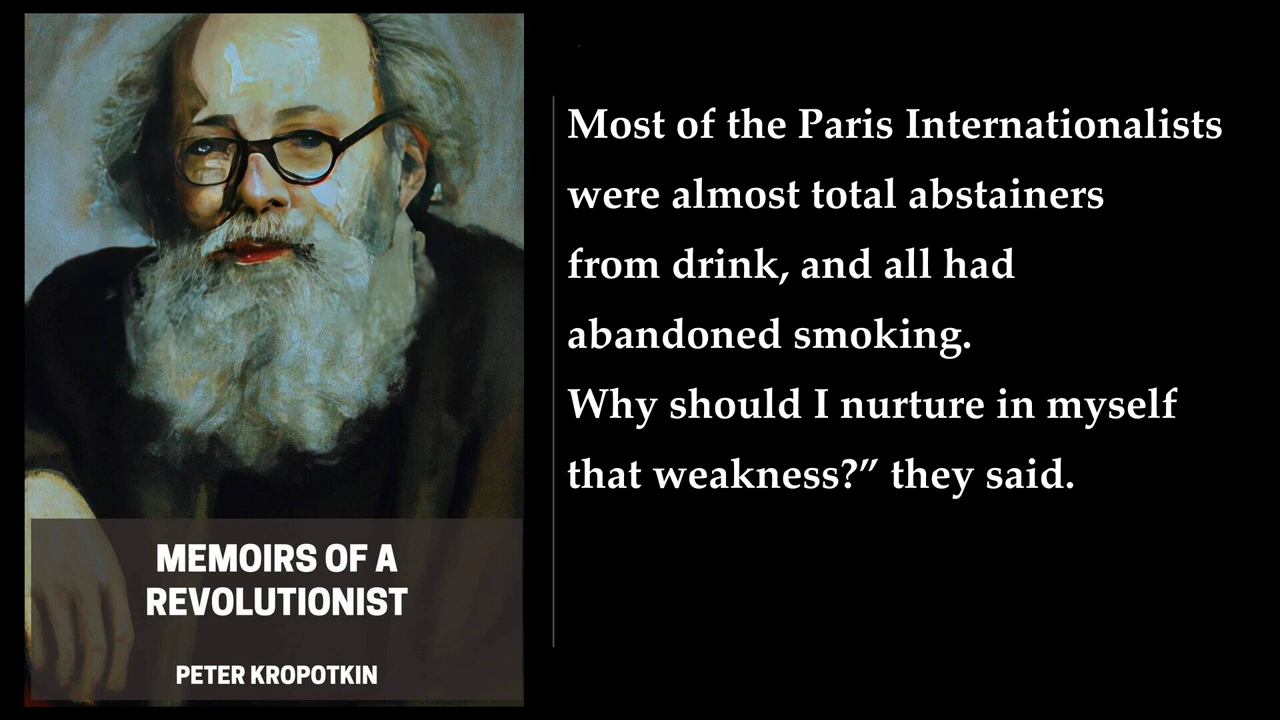 MEMOIRS OF A
REVOLUTIONIST
PETER KROPOTKIN
Most of the Paris Internationalists
were almost total abstainers
from drink, and all had
abandoned smoking.
Why should I nurture in myself
that weakness?” they said.